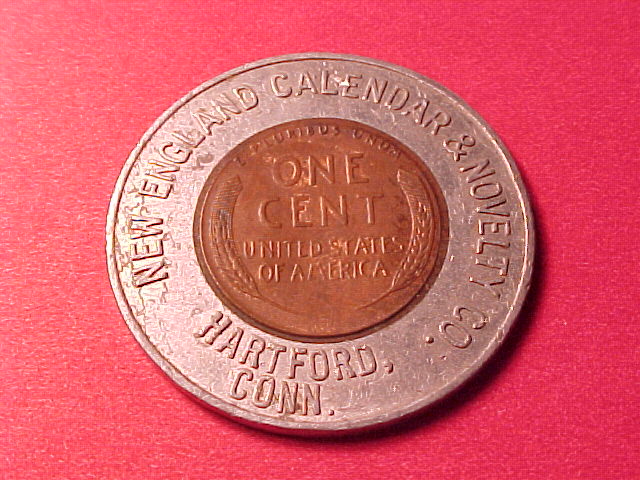 NEW ENGLAND CALENDAR & NOVELTY CO.
HARTFORD,
CONN.
E PLURIBUS UNUM
ONE
CENT
UNITED STATES
OF AMERICA